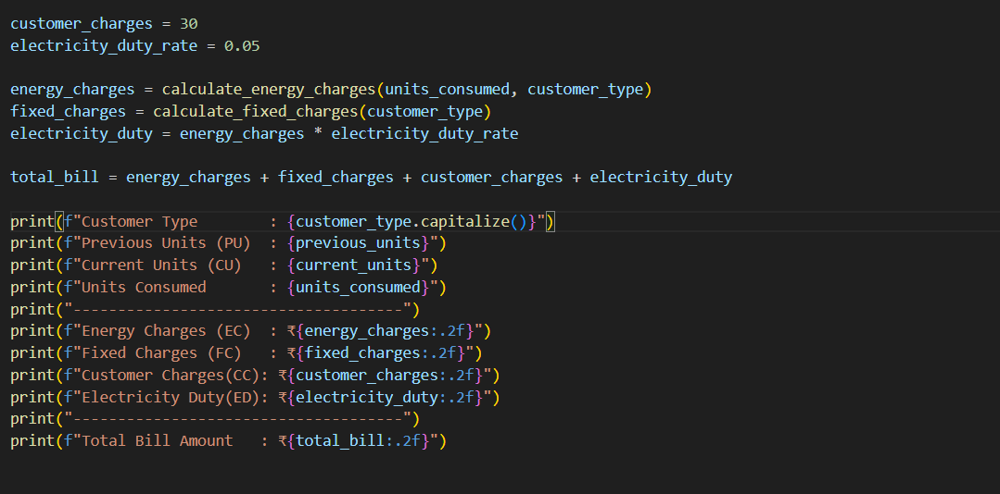 customer_charges = 30
electricity_duty_rate = 0.05
energy_charges = calculate_energy_charges(units_consumed, customer_type)
fixed_charges = calculate_fixed_charges(customer_type)
electricity_duty = energy_charges * electricity_duty_rate
total_bill = energy_charges + fixed_charges + customer_charges + electricity_duty
print(f"Customer Type        : {customer_type.capitalize()}")
print(f"Previous Units (PU)  : {previous_units}")
print(f"Current Units (CU)   : {current_units}")
print(f"Units Consumed       : {units_consumed}")
print("-------------------------------------")
print(f"Energy Charges (EC)  : ₹{energy_charges:.2f}")
print(f"Fixed Charges (FC)   : ₹{fixed_charges:.2f}")
print(f"Customer Charges(CC): ₹{customer_charges:.2f}")
print(f"Electricity Duty(ED): ₹{electricity_duty:.2f}")
print("-------------------------------------")
print(f"Total Bill Amount   : ₹{total_bill:.2f}")